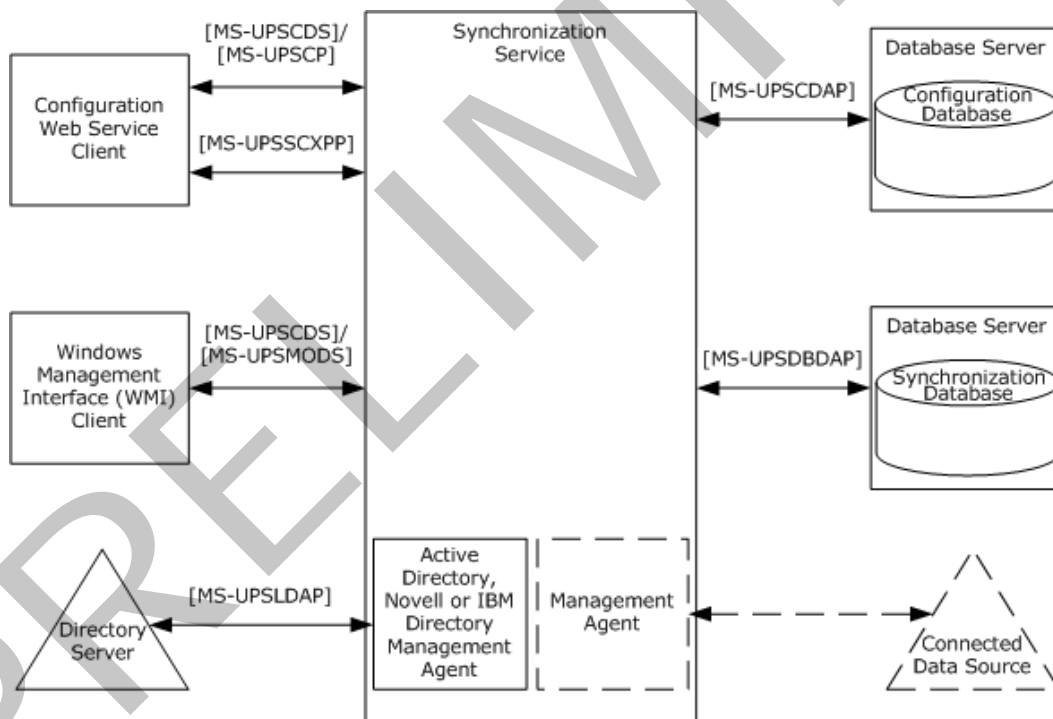 [MS-UPSCDS]/
[MS-UPSCP]
Synchronization
Service
Database Server
Configuration
Database
[MS-UPSCDAP]
Configuration
Web Service
Client
[MS-UPSSCXPP]
[MS-UPSCDS]/
[MS-UPSMODS]
Windows
Management
Interface (WMI)
Client
Database Server
[MS-UPSDBDAP]
Synchronization
Database
[MS-UPSLDAP]
Directory
Server
Active
Directory,
Novell or IBM
Directory
Management
Agent
Management
Agent
Connected
Data Source
PRELIM